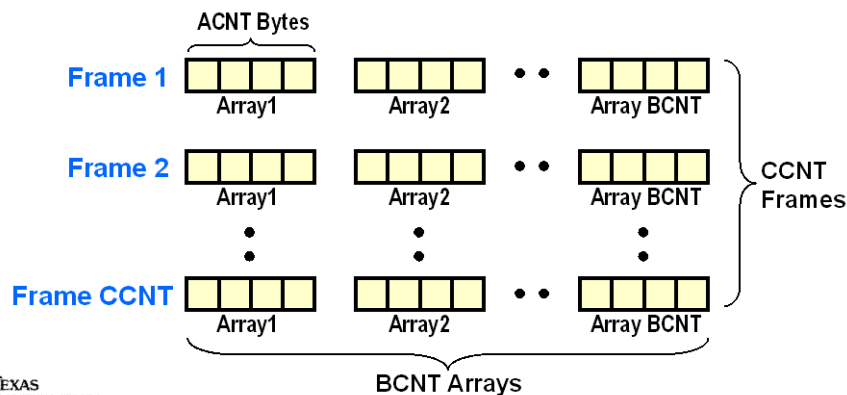 ACNT Bytes
Frame 1
Array1 Array2 Array BCNT
Frame 2
Array1 Array2 Array BCNT
CCNT
Frames
Frame CCNT
Array1 Array2 Array BCNT
BCNT Arrays
EXAS